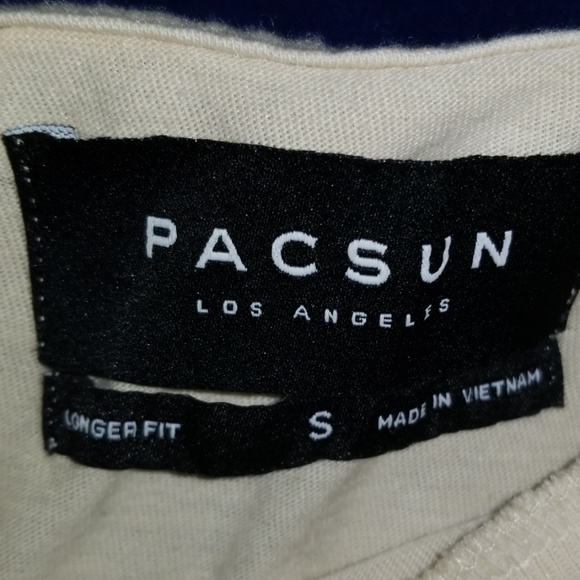 PACSUN
LOS ANGELES
LONGER FIT S MADE IN VIETNAM